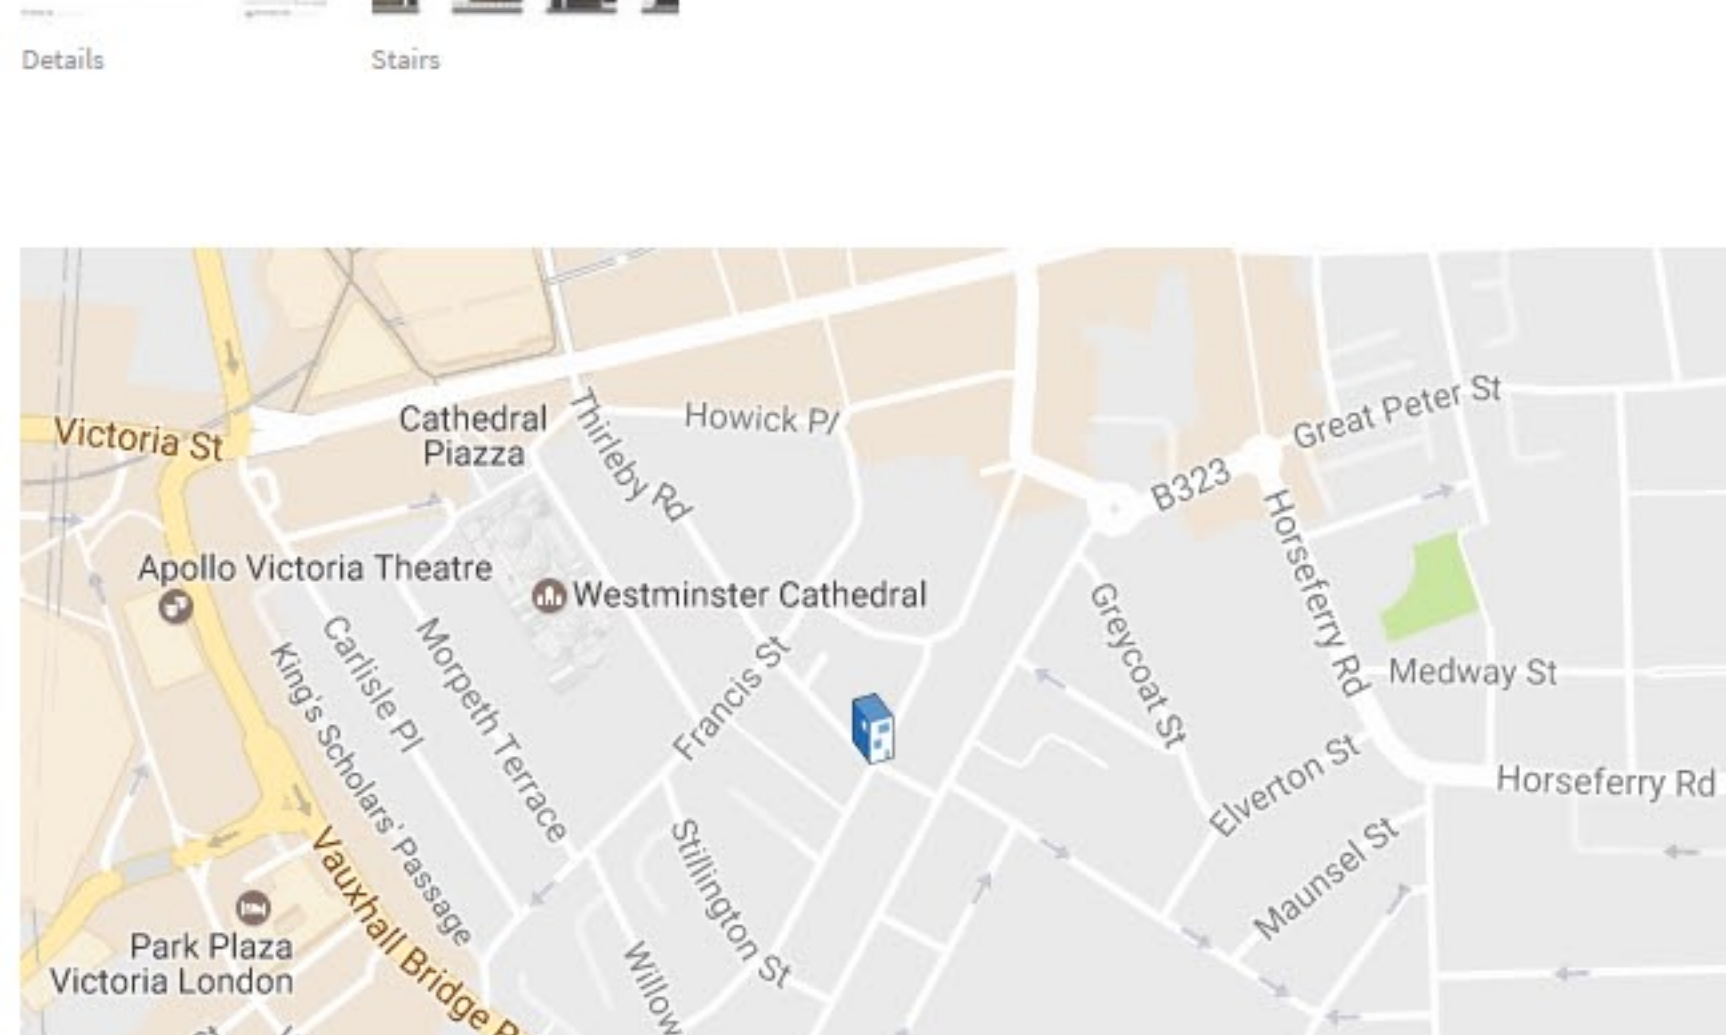 Details
Stairs
Victoria St
Cathedral
Piazza
Thirleby Rd
Howick Pl
Great Peter St
B323
Horseferry Rd
Apollo Victoria Theatre
Westminster Cathedral
Greycoat St
Medway St
King's Scholars' Passage
Carlisle Pl
Morpeth Terrace
Francis St
Elverton St
Horseferry Rd
Maunsel St
Stillington St
Vauxhall Bridge R
Park Plaza
Victoria London
Willow